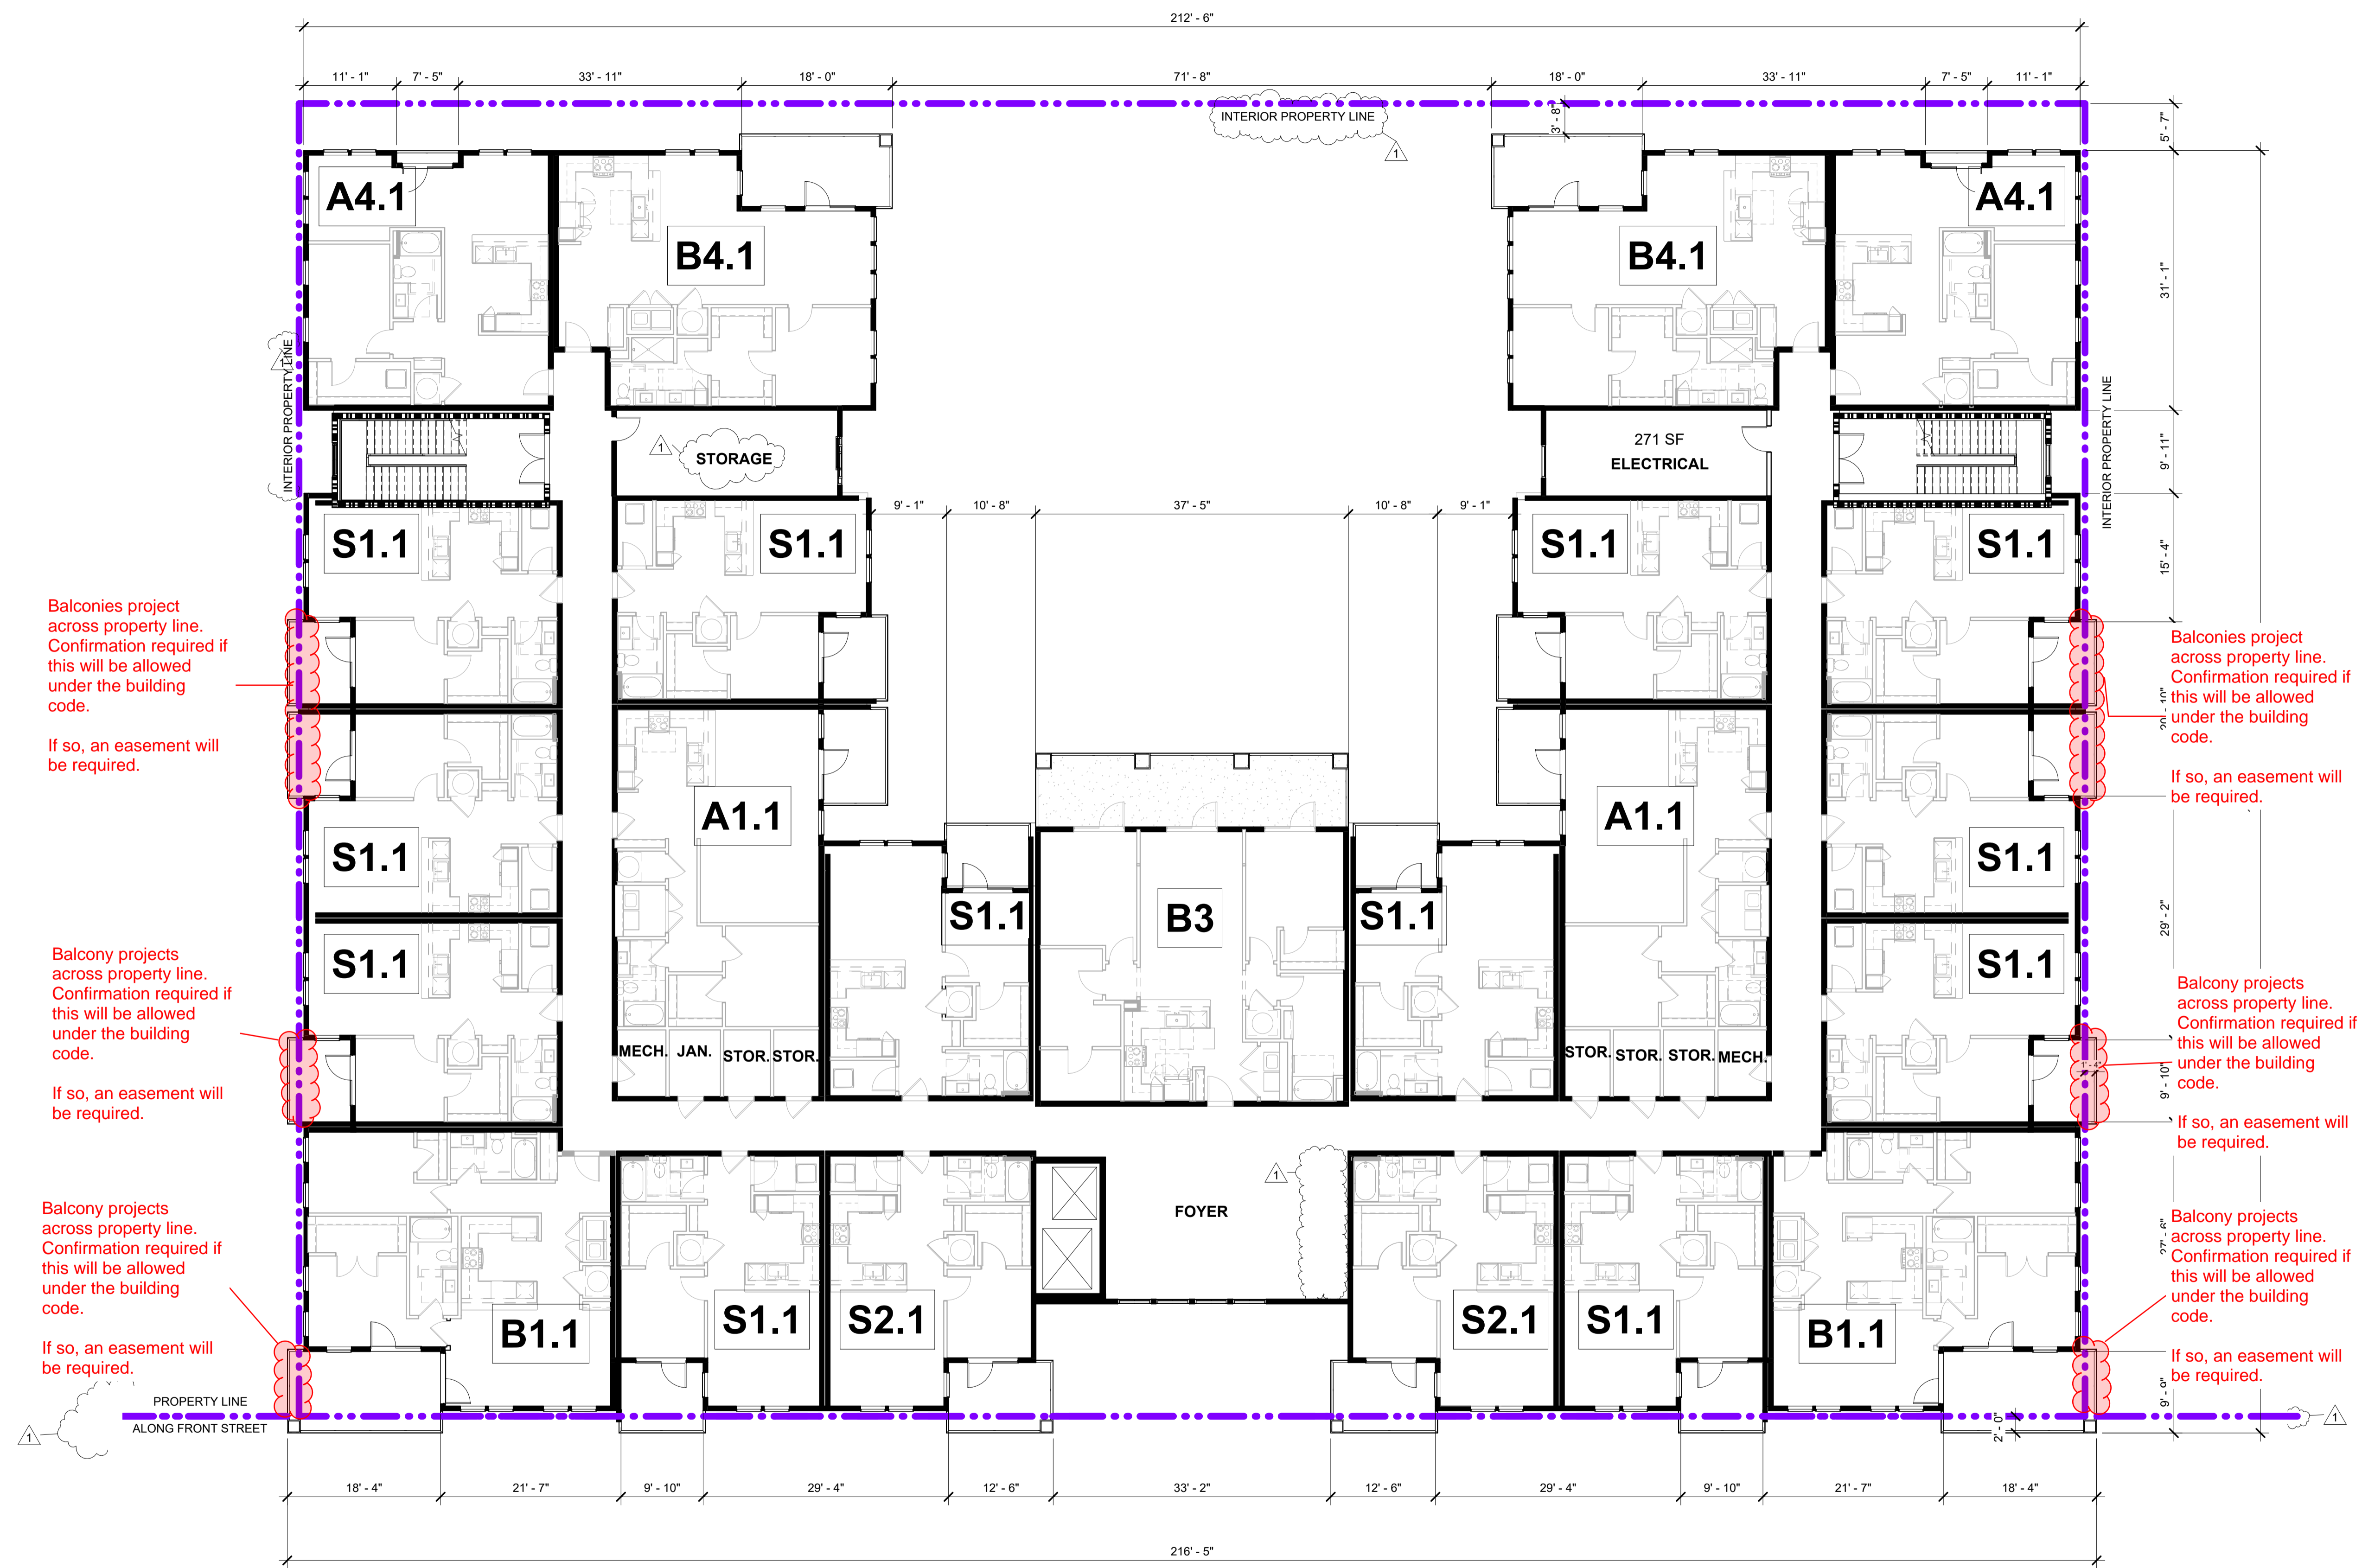 212' - 6"
11' - 1"
7' - 5"
33' - 11"
18' - 0"
71' - 8"
18' - 0"
33' - 11"
7' - 5"
11' - 1"
INTERIOR PROPERTY LINE
1
3' - 8"
5' - 7"
A4.1
B4.1
B4.1
A4.1
31' - 1"
INTERIOR PROPERTY LINE
INTERIOR PROPERTY LINE
1
STORAGE
271 SF
ELECTRICAL
9' - 11"
9' - 1"
10' - 8"
37' - 5"
10' - 8"
9' - 1"
S1.1
S1.1
S1.1
S1.1
15' - 4"
Balconies project
across property line.
Confirmation required if
this will be allowed
under the building
code.
If so, an easement will
be required.
Balconies project
across property line.
Confirmation required if
this will be allowed
under the building
code.
If so, an easement will
be required.
A1.1
A1.1
S1.1
S1.1
S1.1
B3
S1.1
29' - 2"
S1.1
S1.1
Balcony projects
across property line.
Confirmation required if
this will be allowed
under the building
code.
If so, an easement will
be required.
Balcony projects
across property line.
Confirmation required if
this will be allowed
under the building
code.
If so, an easement will
be required.
MECH.
JAN.
STOR.
STOR.
STOR.
STOR.
STOR.
MECH.
9' - 10"
1
FOYER
Balcony projects
across property line.
Confirmation required if
this will be allowed
under the building
code.
If so, an easement will
be required.
Balcony projects
across property line.
Confirmation required if
this will be allowed
under the building
code.
If so, an easement will
be required.
B1.1
S1.1
S2.1
S2.1
S1.1
B1.1
PROPERTY LINE
ALONG FRONT STREET
1
1
2' - 0"
18' - 4"
21' - 7"
9' - 10"
29' - 4"
12' - 6"
33' - 2"
12' - 6"
29' - 4"
9' - 10"
21' - 7"
18' - 4"
216' - 5"